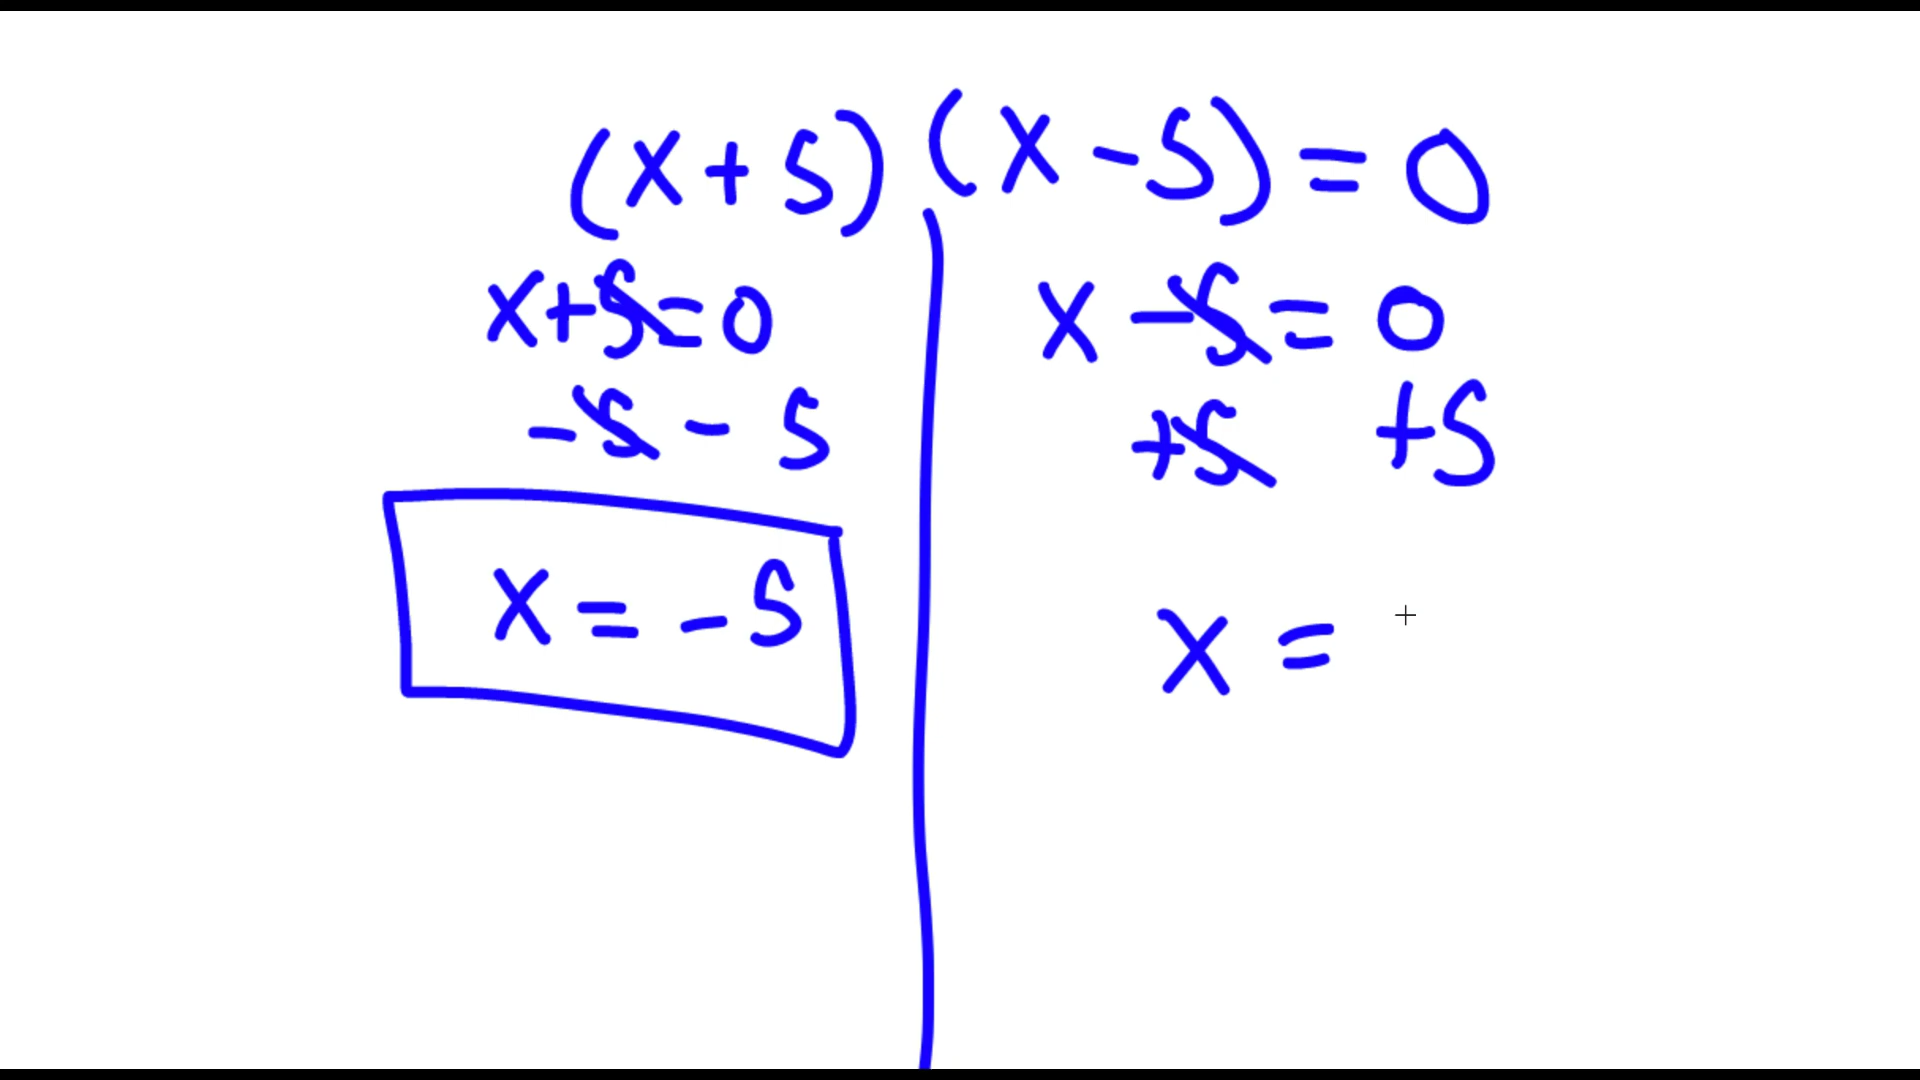 (x+5)(x-5)=0
x+5=0
-5 - 5
x = -5
x-5=0
+5 +5
x =